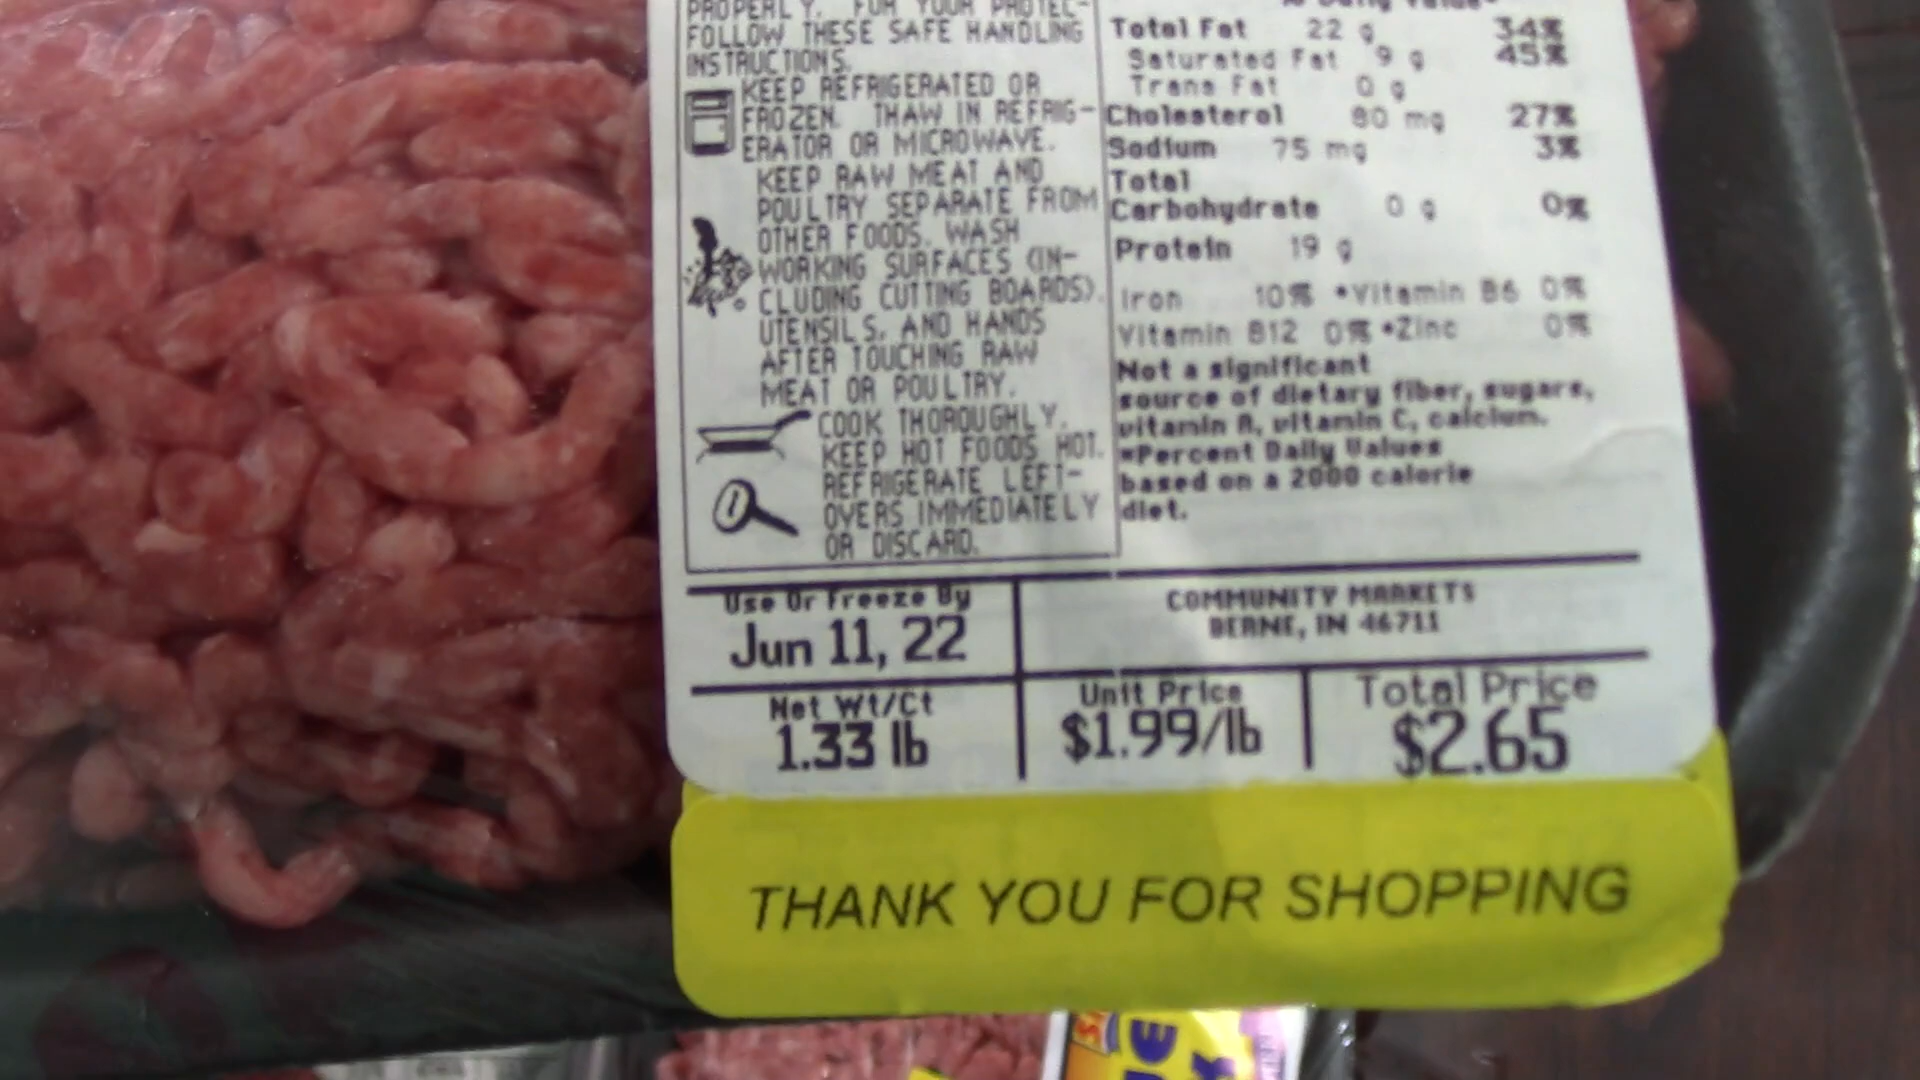 PROPERLY. FOR YOUR PROTEC-
FOLLOW THESE SAFE HANDLING
INSTRUCTIONS.
KEEP REFRIGERATED OR
FROZEN. THAW IN REFRIG-
ERATOR OR MICROWAVE.
KEEP RAW MEAT AND
POULTRY SEPARATE FROM
OTHER FOODS. WASH
WORKING SURFACES (IN-
CLUDING CUTTING BOARDS),
UTENSILS, AND HANDS
AFTER TOUCHING RAW
MEAT OR POULTRY.
COOK THOROUGHLY.
KEEP HOT FOODS HOT.
REFRIGERATE LEFT-
OVERS IMMEDIATELY
OR DISCARD.
% Daily Value*
Total Fat 22 g 34%
Saturated Fat 9 g 45%
Trans Fat 0 g
Cholesterol 80 mg 27%
Sodium 75 mg 3%
Total
Carbohydrate 0 g 0%
Protein 19 g
Iron 10% •Vitamin B6 0%
Vitamin B12 0% •Zinc 0%
Not a significant
source of dietary fiber, sugars,
vitamin A, vitamin C, calcium.
*Percent Daily Values
based on a 2000 calorie
diet.
Use Or Freeze By
Jun 11, 22
COMMUNITY MARKETS
BERNE, IN 46711
Net Wt/Ct
1.33 lb
Unit Price
$1.99/lb
Total Price
$2.65
THANK YOU FOR SHOPPING